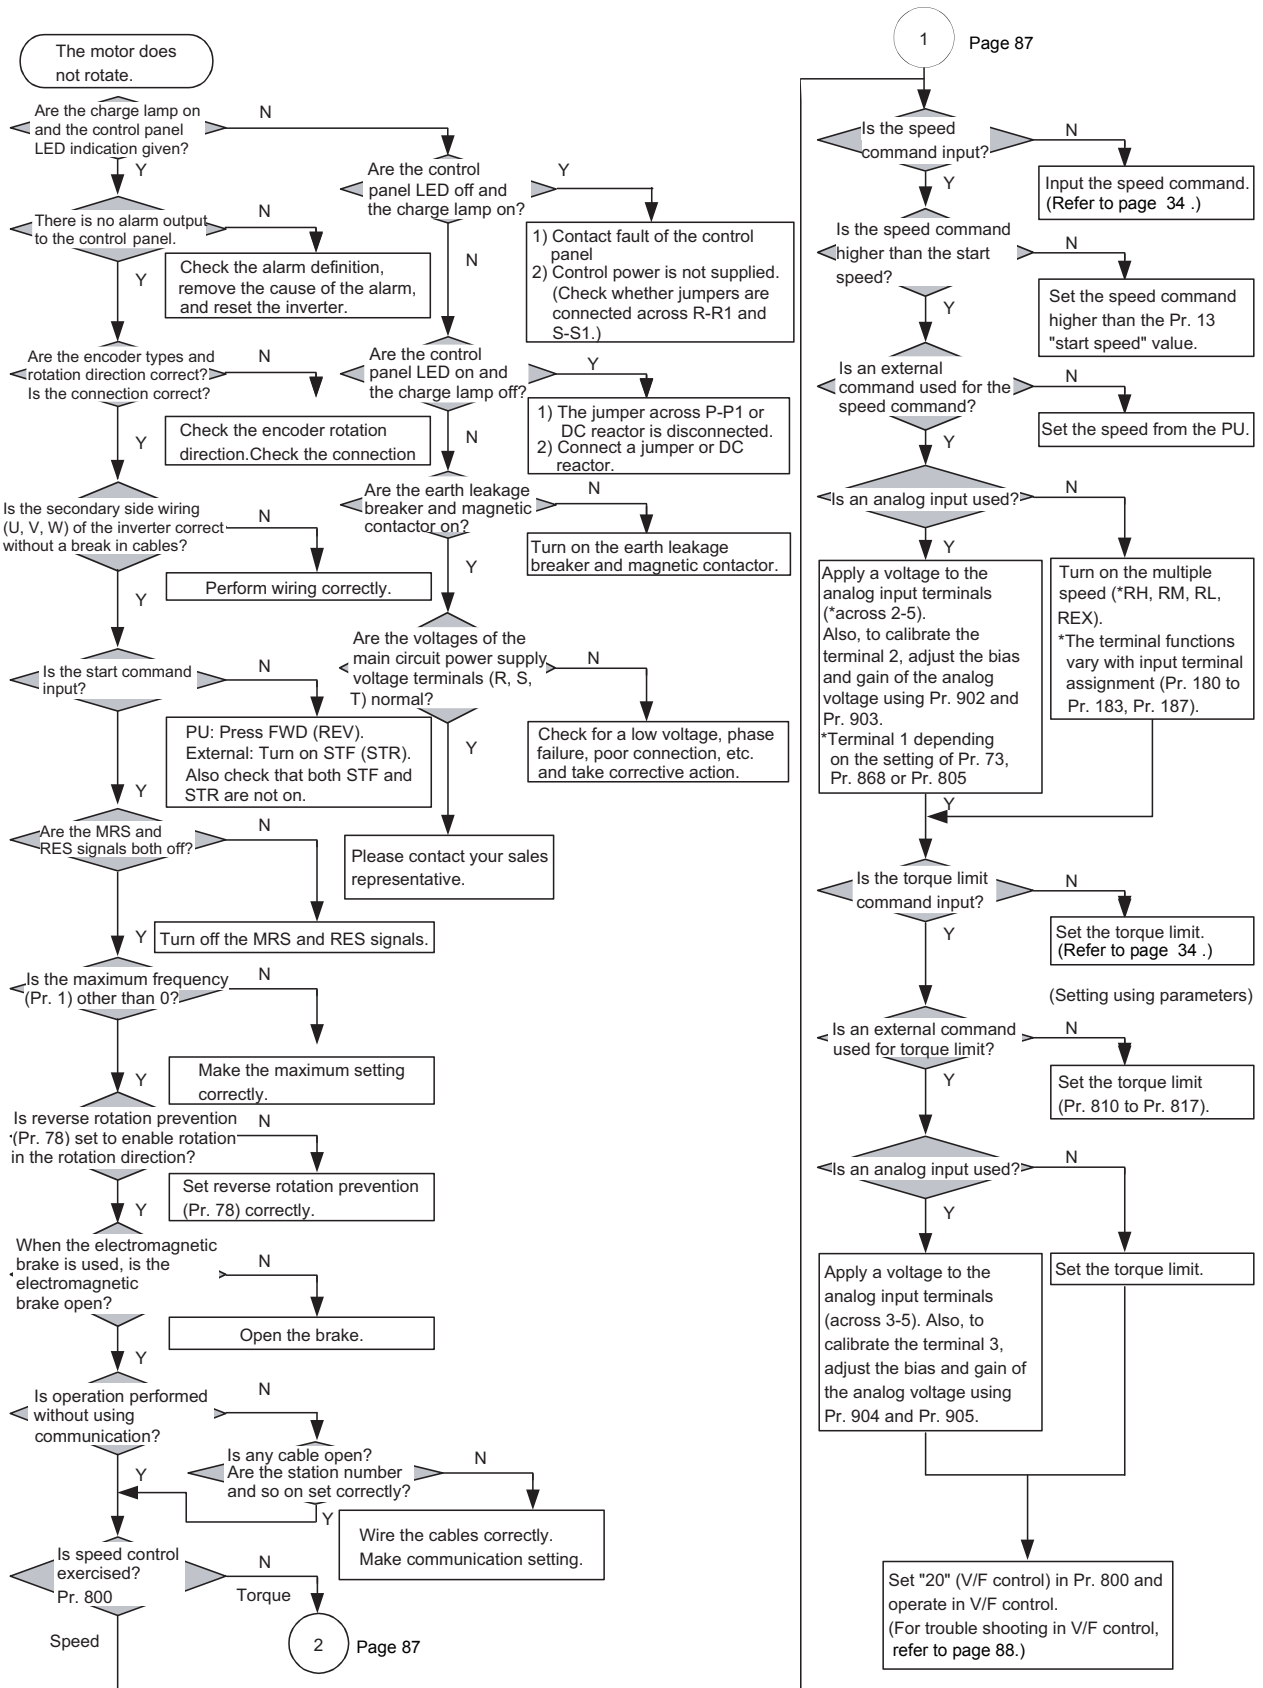 The motor does
not rotate.
Are the charge lamp on
and the control panel
LED indication given?
N
Y
There is no alarm output
to the control panel.
N
Y
Check the alarm definition,
remove the cause of the alarm,
and reset the inverter.
Are the encoder types and
rotation direction correct?
Is the connection correct?
N
Y
Check the encoder rotation
direction.Check the connection
Is the secondary side wiring
(U, V, W) of the inverter correct
without a break in cables?
N
Y
Perform wiring correctly.
Is the start command
input?
N
Y
PU: Press FWD (REV).
External: Turn on STF (STR).
Also check that both STF and
STR are not on.
Are the MRS and
RES signals both off?
N
Y
Turn off the MRS and RES signals.
Is the maximum frequency
(Pr. 1) other than 0?
N
Y
Make the maximum setting
correctly.
Is reverse rotation prevention
(Pr. 78) set to enable rotation
in the rotation direction?
N
Y
Set reverse rotation prevention
(Pr. 78) correctly.
When the electromagnetic
brake is used, is the
electromagnetic
brake open?
N
Y
Open the brake.
Is operation performed
without using
communication?
N
Y
Is any cable open?
Are the station number
and so on set correctly?
N
Y
Wire the cables correctly.
Make communication setting.
Is speed control
exercised?
Pr. 800
N
Torque
Speed
2
Page 87
Are the control
panel LED off and
the charge lamp on?
Y
N
1) Contact fault of the control
panel
2) Control power is not supplied.
(Check whether jumpers are
connected across R-R1 and
S-S1.)
Are the control
panel LED on and
the charge lamp off?
Y
N
1) The jumper across P-P1 or
DC reactor is disconnected.
2) Connect a jumper or DC
reactor.
Are the earth leakage
breaker and magnetic
contactor on?
N
Y
Turn on the earth leakage
breaker and magnetic contactor.
Are the voltages of the
main circuit power supply
voltage terminals (R, S,
T) normal?
N
Y
Check for a low voltage, phase
failure, poor connection, etc.
and take corrective action.
Please contact your sales
representative.
1
Page 87
Is the speed
command input?
N
Y
Input the speed command.
(Refer to page 34 .)
Is the speed command
higher than the start
speed?
N
Y
Set the speed command
higher than the Pr. 13
"start speed" value.
Is an external
command used for the
speed command?
N
Y
Set the speed from the PU.
Is an analog input used?
N
Y
Apply a voltage to the
analog input terminals
(*across 2-5).
Also, to calibrate the
terminal 2, adjust the bias
and gain of the analog
voltage using Pr. 902 and
Pr. 903.
*Terminal 1 depending
on the setting of Pr. 73,
Pr. 868 or Pr. 805
Turn on the multiple
speed (*RH, RM, RL,
REX).
*The terminal functions
vary with input terminal
assignment (Pr. 180 to
Pr. 183, Pr. 187).
Y
Is the torque limit
command input?
N
Y
Set the torque limit.
(Refer to page 34 .)
(Setting using parameters)
Is an external command
used for torque limit?
N
Y
Set the torque limit
(Pr. 810 to Pr. 817).
Is an analog input used?
N
Y
Apply a voltage to the
analog input terminals
(across 3-5). Also, to
calibrate the terminal 3,
adjust the bias and gain of
the analog voltage using
Pr. 904 and Pr. 905.
Set the torque limit.
Set "20" (V/F control) in Pr. 800 and
operate in V/F control.
(For trouble shooting in V/F control,
refer to page 88.)